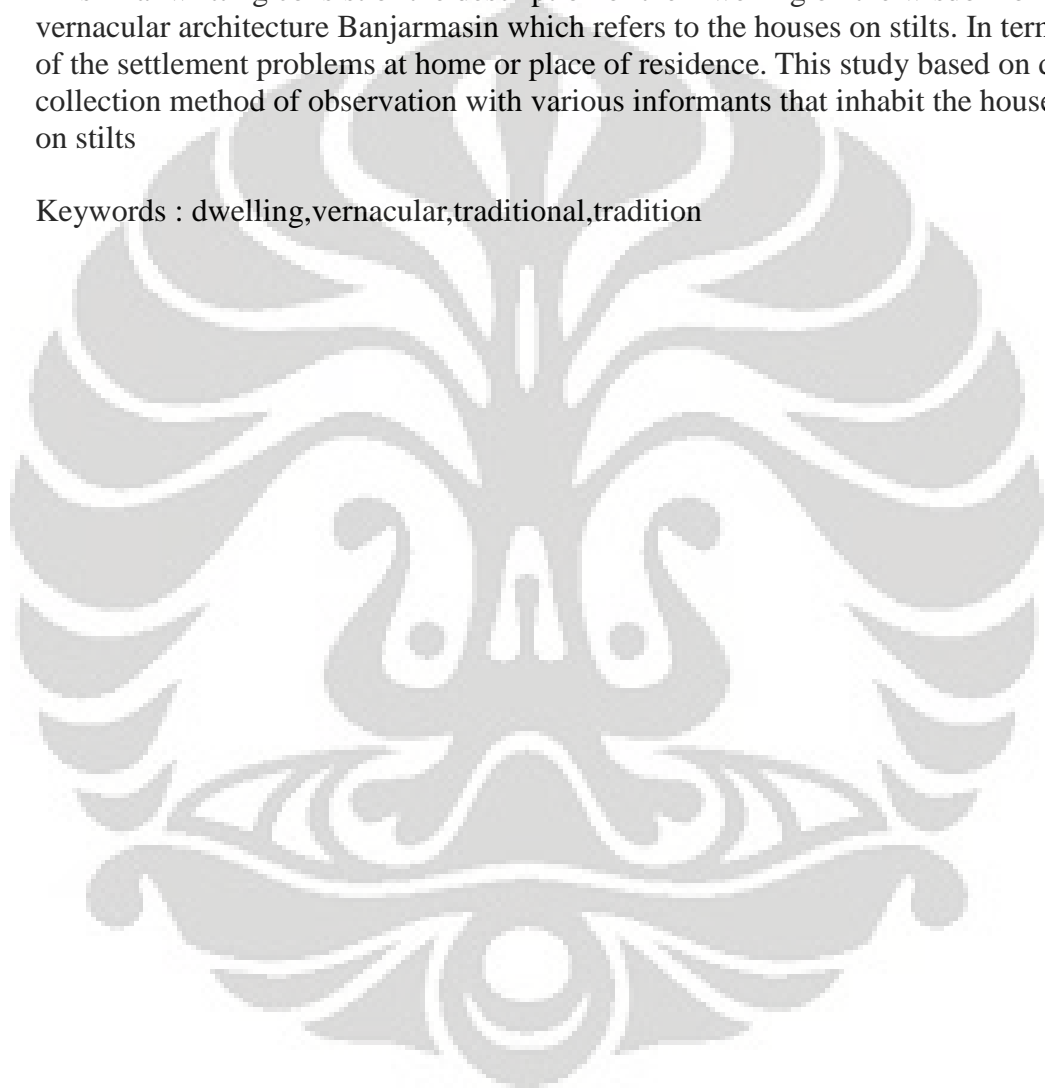 vernacular architecture Banjarmasin which refers to the houses on stilts. In term
of the settlement problems at home or place of residence. This study based on
collection method of observation with various informants that inhabit the house
on stilts
Keywords : dwelling,vernacular,traditional,tradition